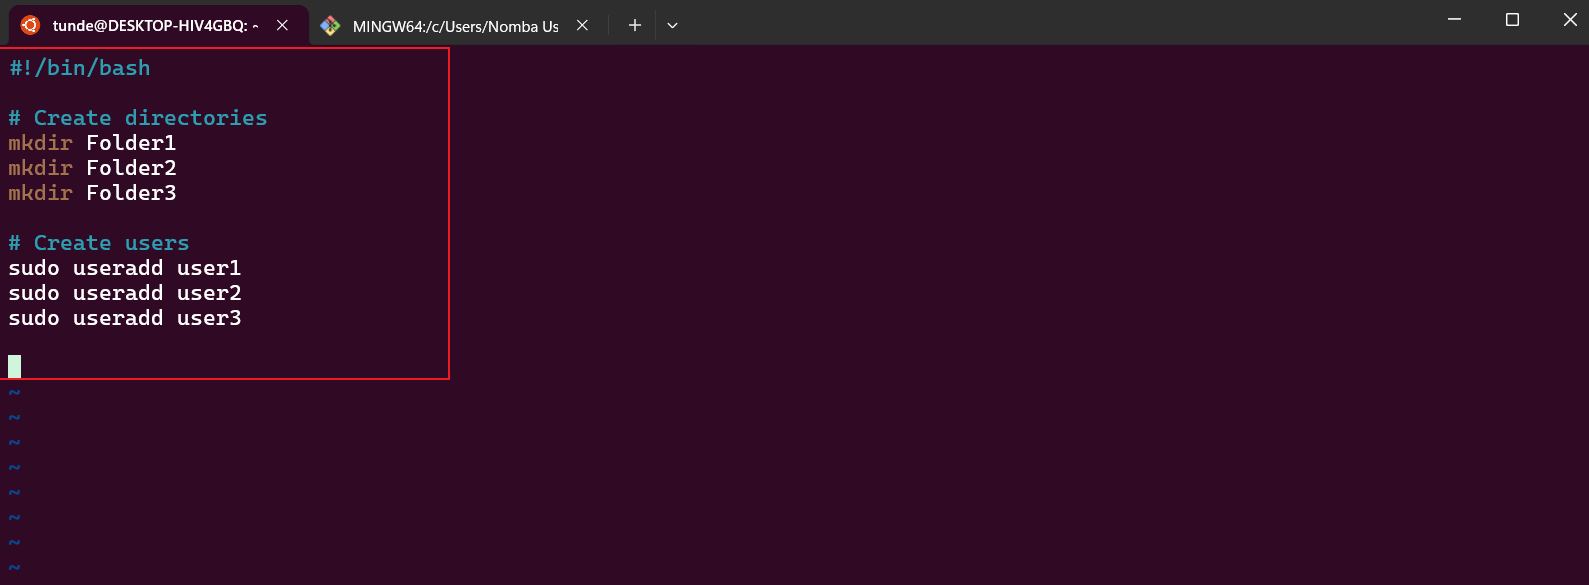 tunde@DESKTOP-HIV4GBQ: ~
MINGW64:/c/Users/Nomba Us
#!/bin/bash
# Create directories
mkdir Folder1
mkdir Folder2
mkdir Folder3
# Create users
sudo useradd user1
sudo useradd user2
sudo useradd user3
~
~
~
~
~
~
~
~